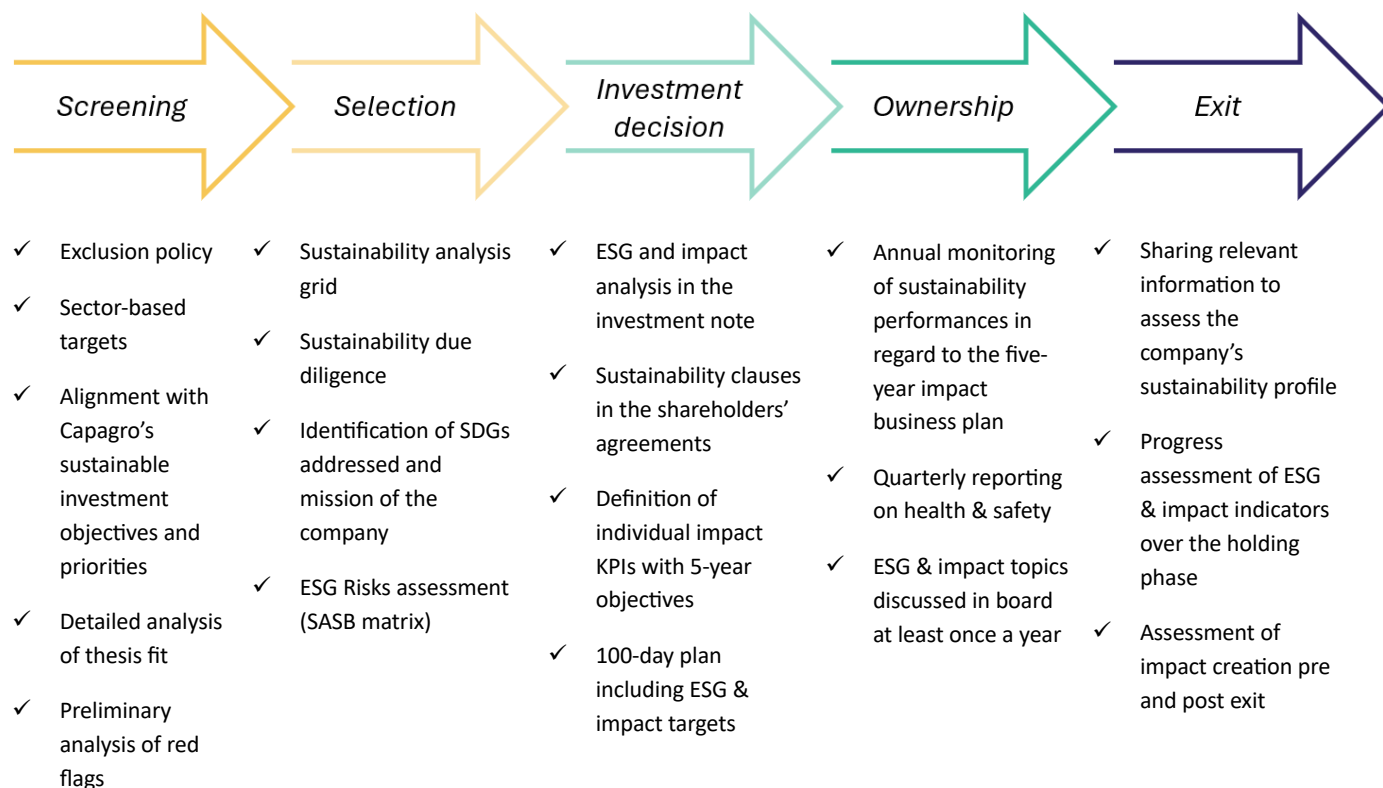 Screening
Selection
Investment
decision
Ownership
Exit
✓ Exclusion policy
✓ Sector-based
targets
✓ Alignment with
Capagro's
sustainable
investment
objectives and
priorities
✓ Detailed analysis
of thesis fit
✓ Preliminary
analysis of red
flags
✓ Sustainability analysis
grid
✓ Sustainability due
diligence
✓ Identification of SDGs
addressed and
mission of the
company
✓ ESG Risks assessment
(SASB matrix)
✓ ESG and impact
analysis in the
investment note
✓ Sustainability clauses
in the shareholders'
agreements
✓ Definition of
individual impact
KPIs with 5-year
objectives
✓ 100-day plan
including ESG &
impact targets
✓ Annual monitoring
of sustainability
performances in
regard to the five-
year impact
business plan
✓ Quarterly reporting
on health & safety
✓ ESG & impact topics
discussed in board
at least once a year
✓ Sharing relevant
information to
assess the
company's
sustainability profile
✓ Progress
assessment of ESG
& impact indicators
over the holding
phase
✓ Assessment of
impact creation pre
and post exit